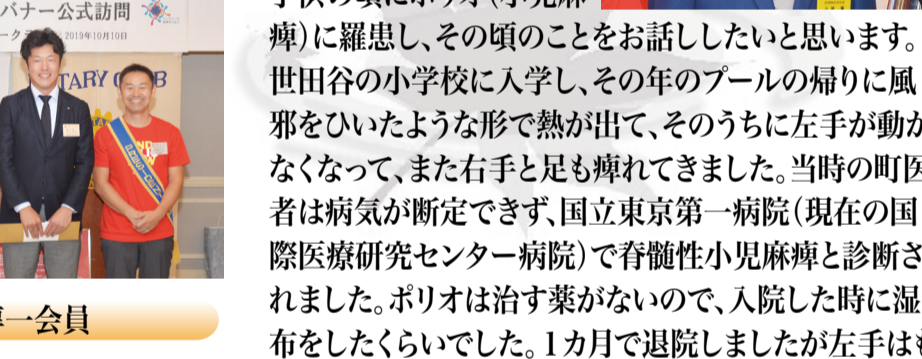 バナー公式訪問
2019年10月10日
TARY CLUB
一会員
痺)に羅患し、その頃のことをお話ししたいと思います。
世田谷の小学校に入学し、その年のプールの帰りに風
邪をひいたような形で熱が出て、そのうちに左手が動か
なくなって、また右手と足も痺れてきました。当時の町医
者は病気が断定できず、国立東京第一病院(現在の国
際医療研究センター病院)で脊髄性小児麻痺と診断さ
れました。ポリオは治す薬がないので、入院した時に湿
布をしたくらいでした。1カ月で退院しましたが左手は